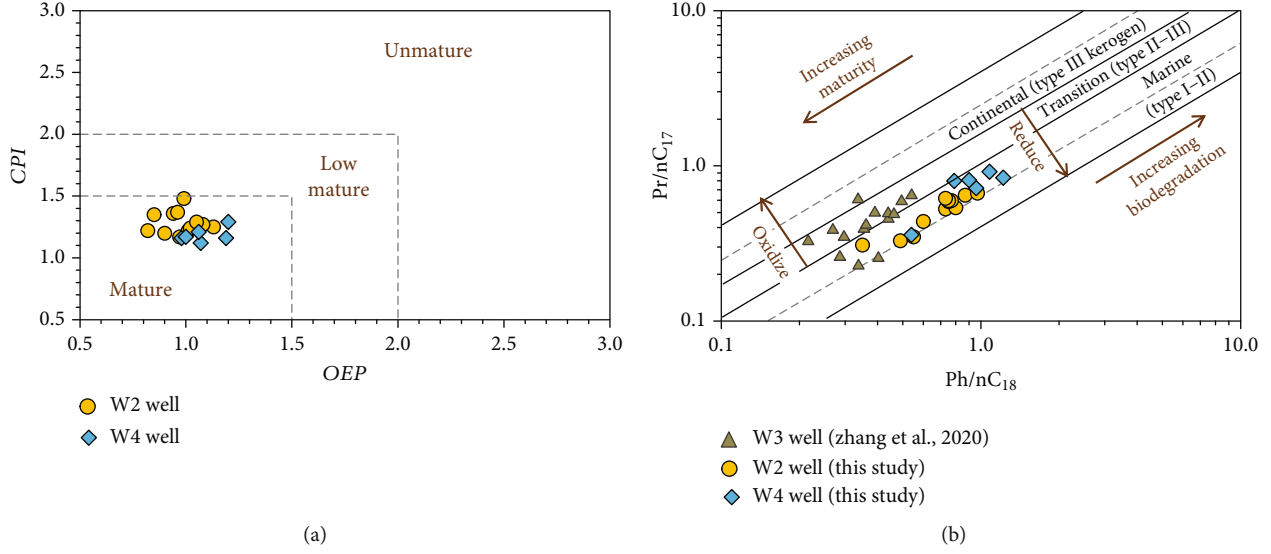 3.0
2.5
2.0
1.5
1.0
0.5
CPI
Unmature
Low
mature
Mature
0.5
1.0
1.5
2.0
2.5
3.0
OEP
W2 well
W4 well
(a)
10.0
1.0
0.1
Pr/nC17
Increasing
maturity
Continental (type III kerogen)
Transition (type II–III)
Marine
(type I–II)
Reduce
Oxidize
Increasing
biodegradation
0.1
1.0
10.0
Ph/nC18
W3 well (zhang et al., 2020)
W2 well (this study)
W4 well (this study)
(b)